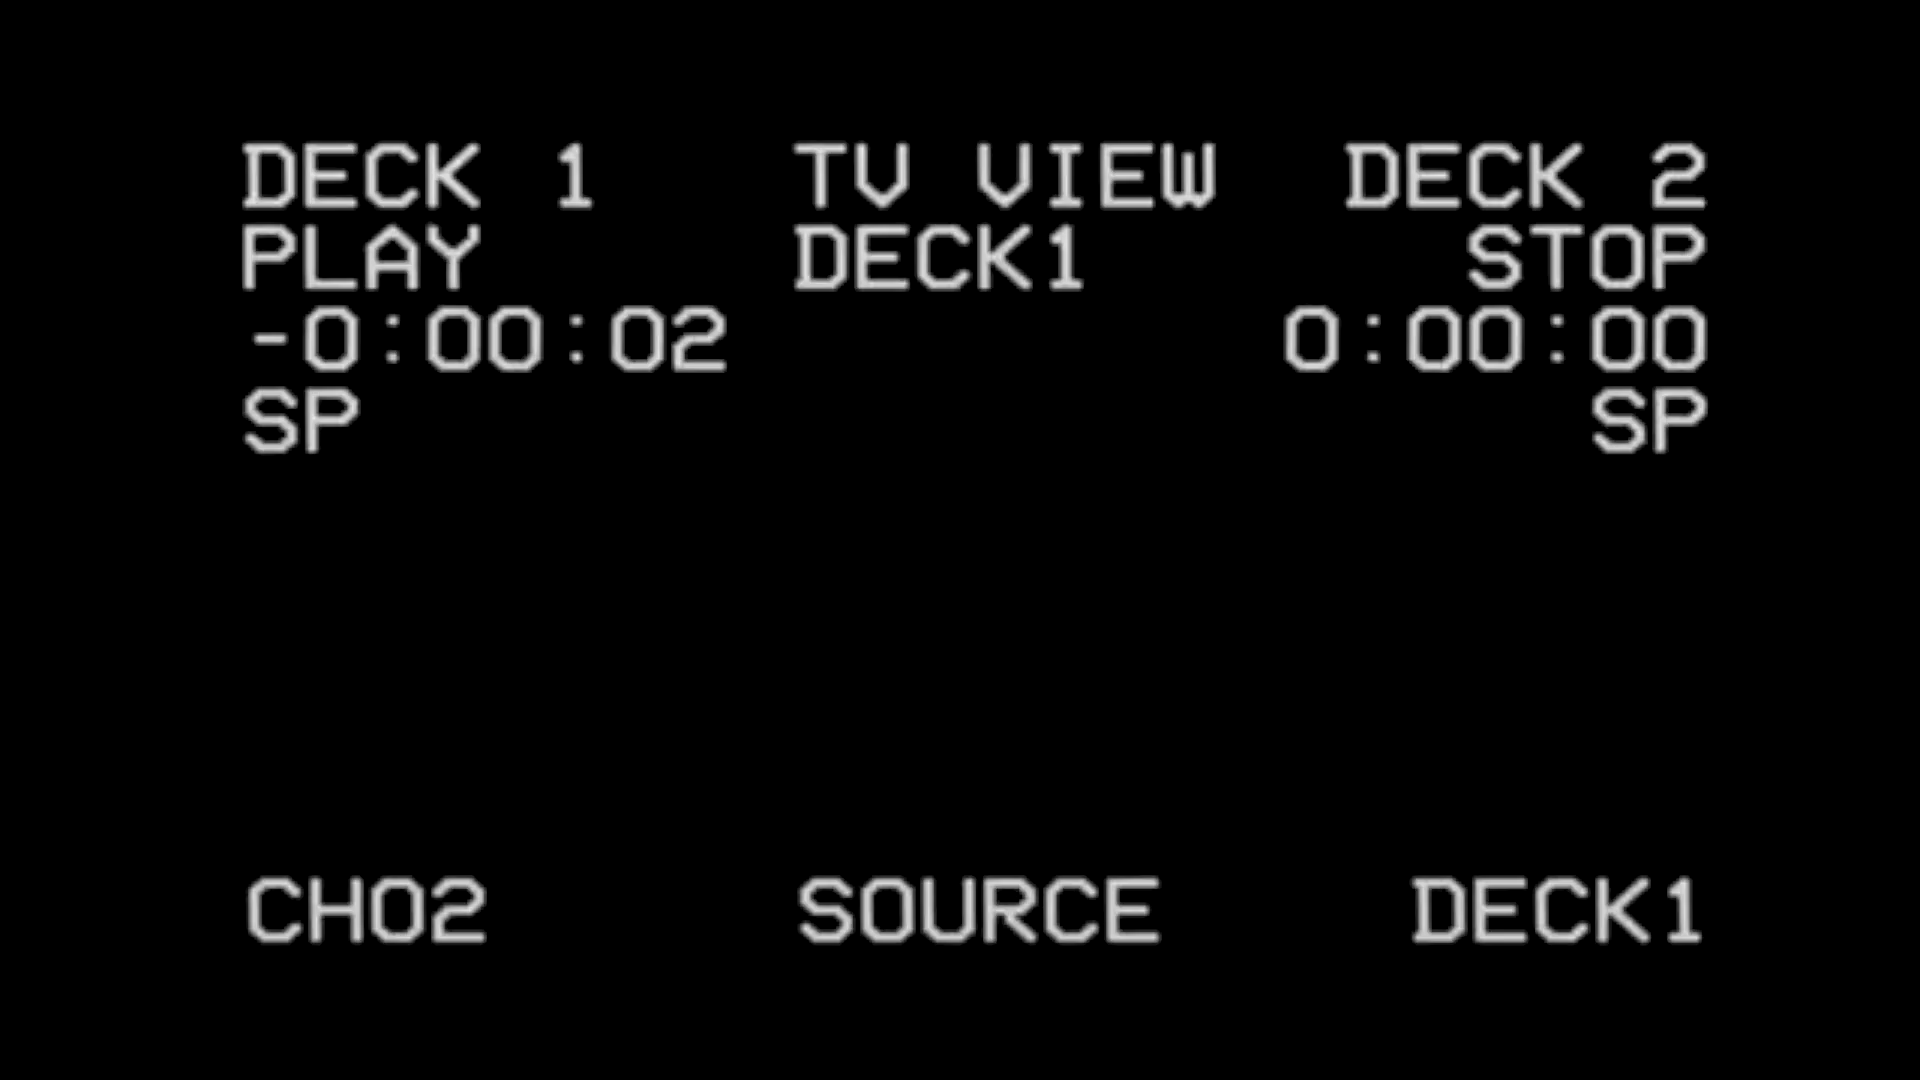 DECK 1 TV VIEW DECK 2
PLAY DECK1 STOP
-0:00:02 0:00:00
SP SP
CH02 SOURCE DECK1